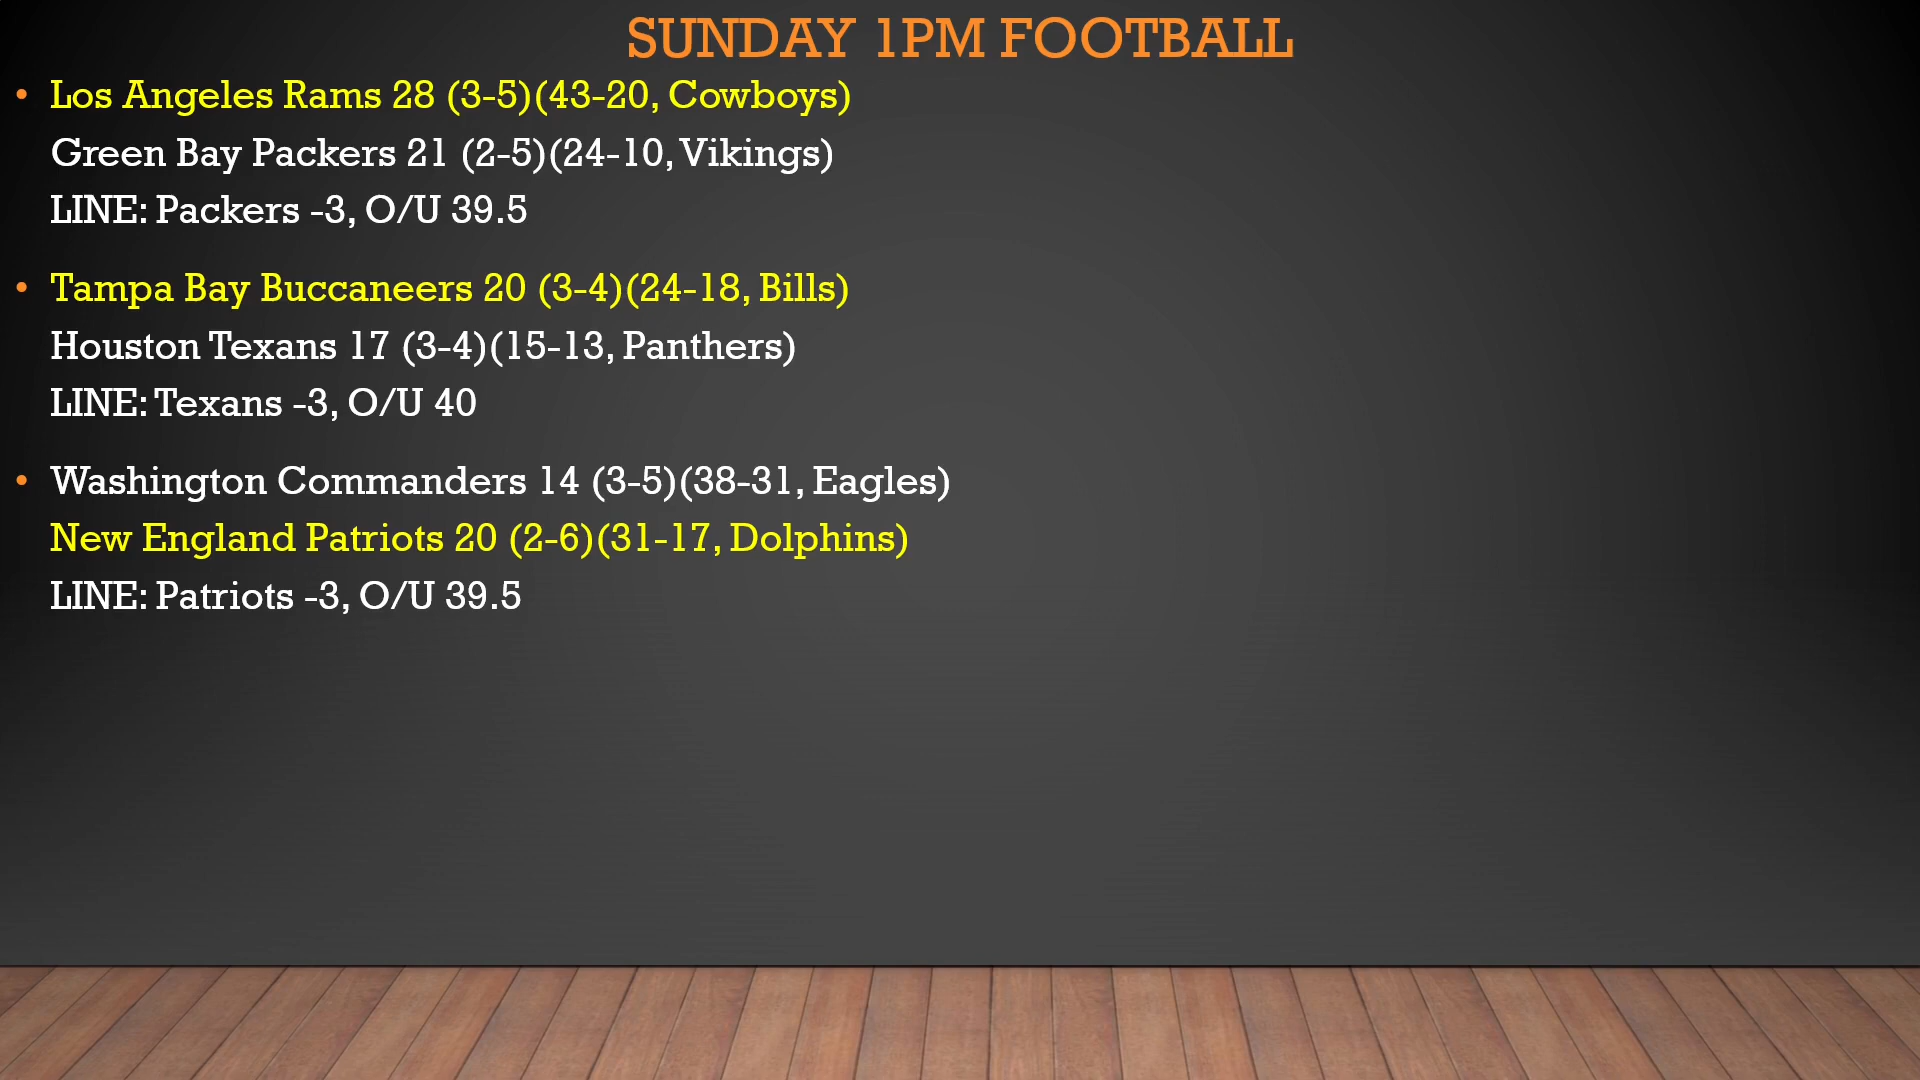 SUNDAY 1PM FOOTBALL
• Los Angeles Rams 28 (3-5)(43-20, Cowboys)
Green Bay Packers 21 (2-5)(24-10, Vikings)
LINE: Packers -3, O/U 39.5
• Tampa Bay Buccaneers 20 (3-4)(24-18, Bills)
Houston Texans 17 (3-4)(15-13, Panthers)
LINE: Texans -3, O/U 40
• Washington Commanders 14 (3-5)(38-31, Eagles)
New England Patriots 20 (2-6)(31-17, Dolphins)
LINE: Patriots -3, O/U 39.5